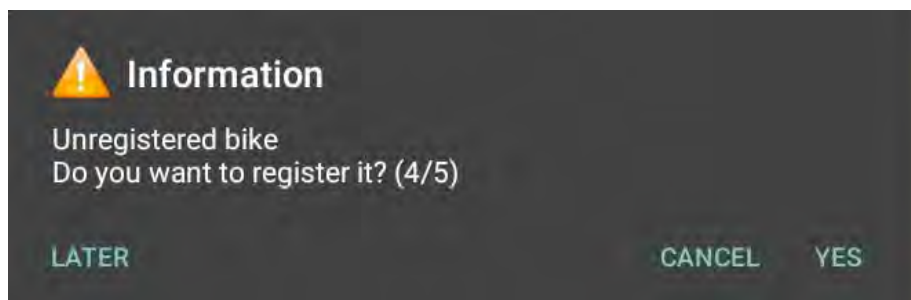 Information
Unregistered bike
Do you want to register it? (4/5)
LATER CANCEL YES